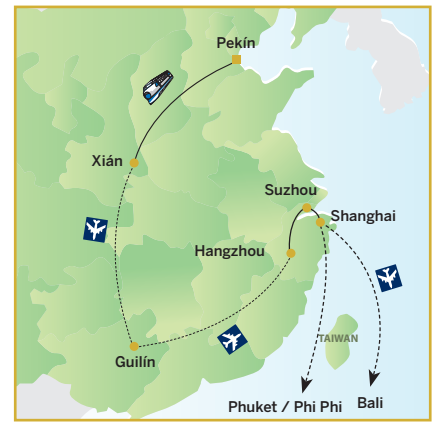 Pekín
Xián
Suzhou
Shanghai
Hangzhou
TAIWAN
Guilín
Phuket / Phi Phi
Bali